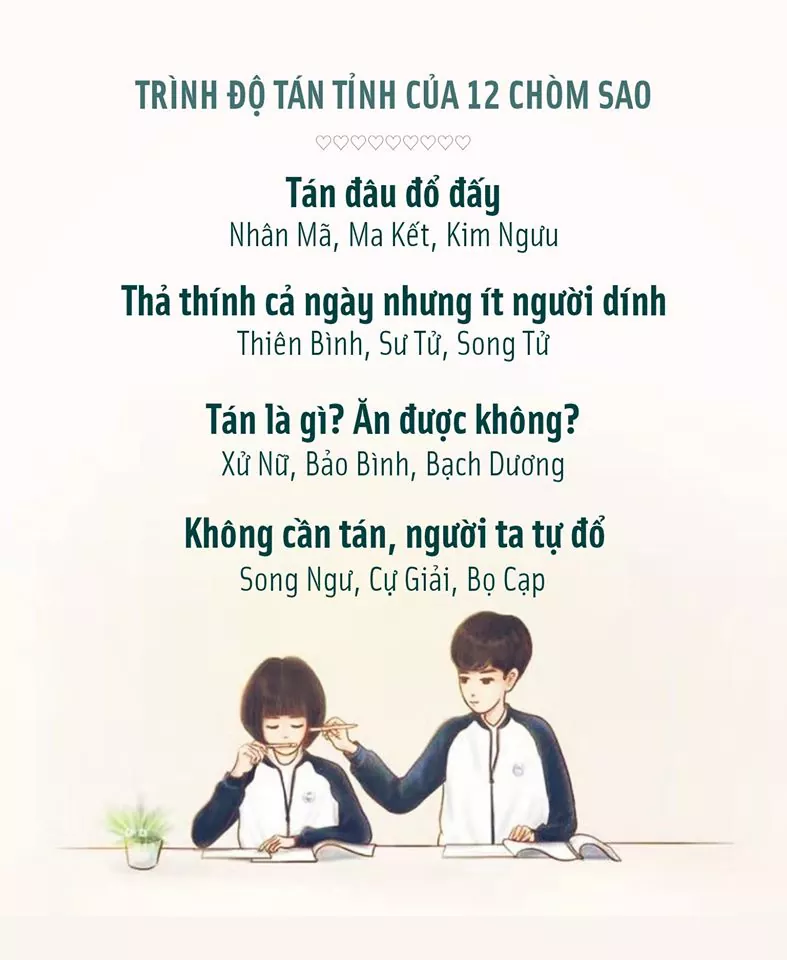 TRÌNH ĐỘ TÁN TỈNH CỦA 12 CHÒM SAO
♡♡♡♡♡♡♡♡♡
Tán đâu đổ đấy
Nhân Mã, Ma Kết, Kim Ngưu
Thả thính cả ngày nhưng ít người dính
Thiên Bình, Sư Tử, Song Tử
Tán là gì? Ăn được không?
Xử Nữ, Bảo Bình, Bạch Dương
Không cần tán, người ta tự đổ
Song Ngư, Cự Giải, Bọ Cạp